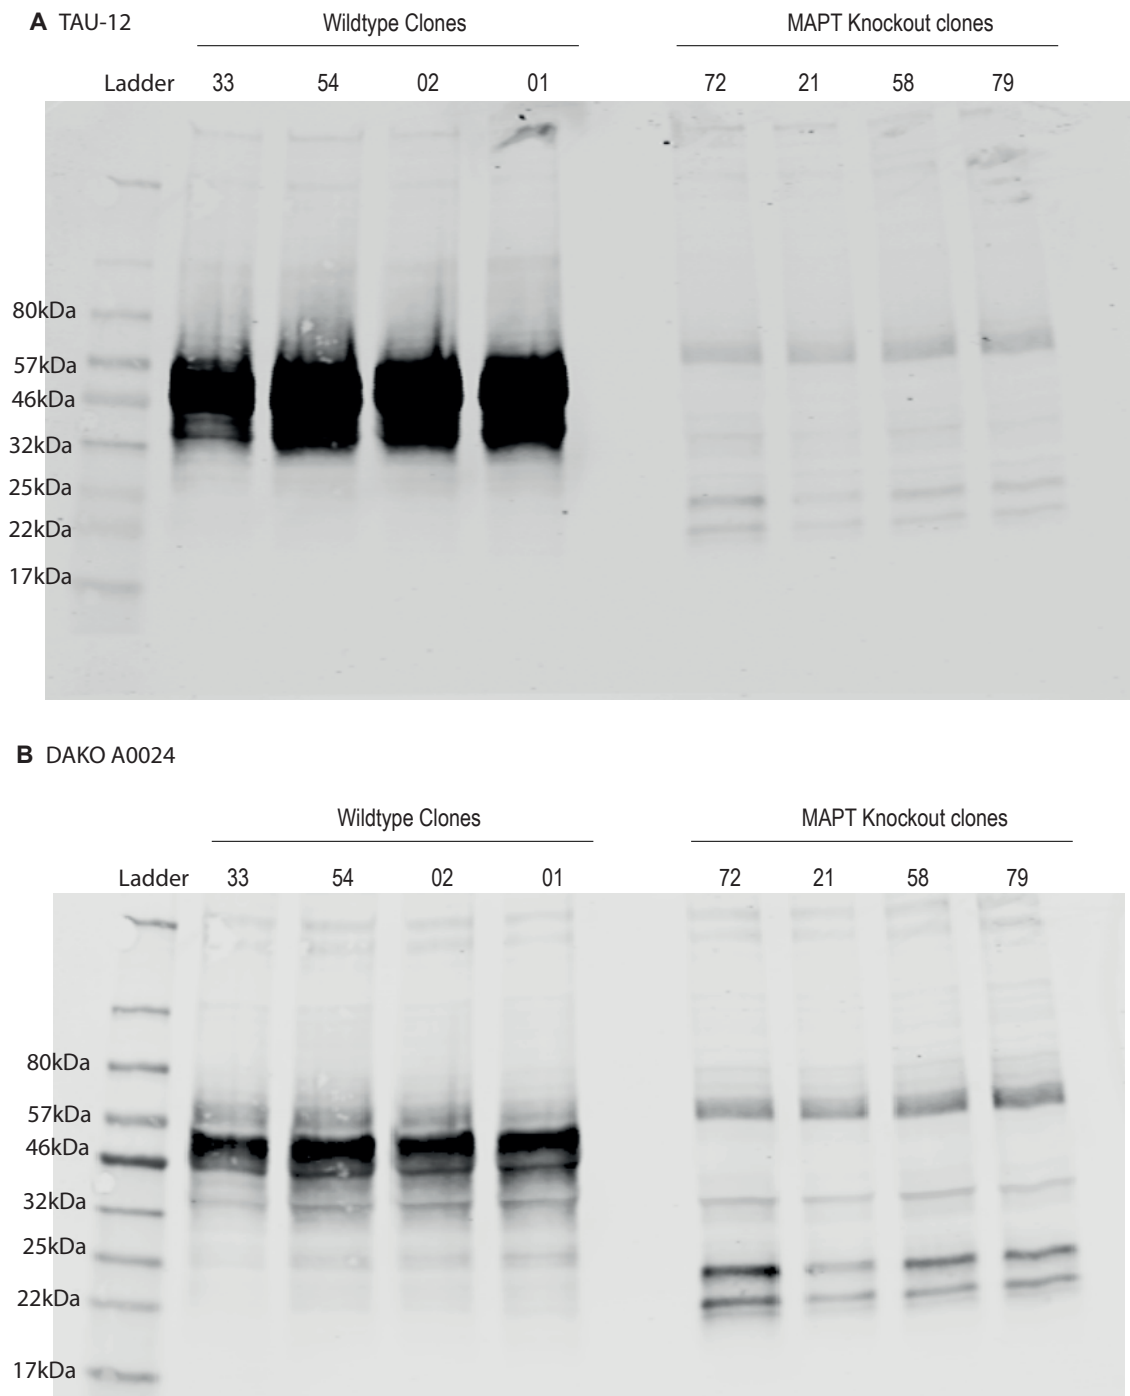 A TAU-12
Wildtype Clones MAPT Knockout clones
Ladder 33 54 02 01 72 21 58 79
80kDa
57kDa
46kDa
32kDa
25kDa
22kDa
17kDa
B DAKO A0024
Wildtype Clones MAPT Knockout clones
Ladder 33 54 02 01 72 21 58 79
80kDa
57kDa
46kDa
32kDa
25kDa
22kDa
17kDa